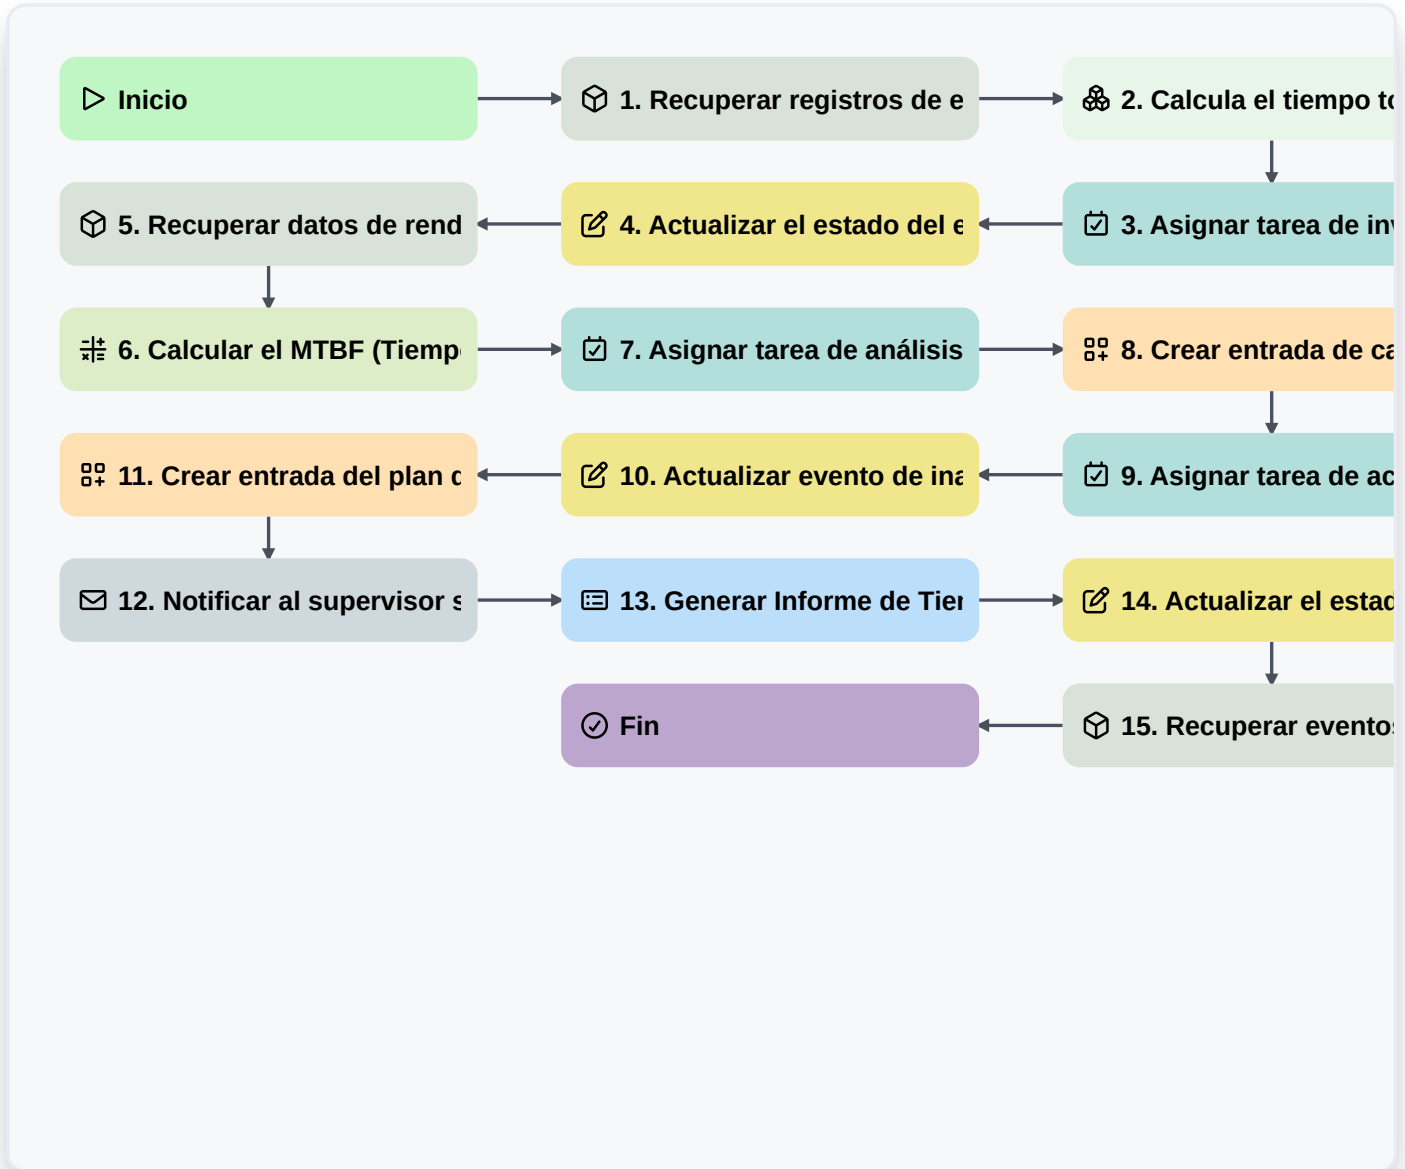 Inicio
1. Recuperar registros de e
2. Calcula el tiempo to
5. Recuperar datos de rend
4. Actualizar el estado del e
3. Asignar tarea de inv
6. Calcular el MTBF (Tiemp
7. Asignar tarea de análisis
8. Crear entrada de ca
11. Crear entrada del plan d
10. Actualizar evento de ina
9. Asignar tarea de ac
12. Notificar al supervisor s
13. Generar Informe de Tier
14. Actualizar el estad
Fin
15. Recuperar eventos